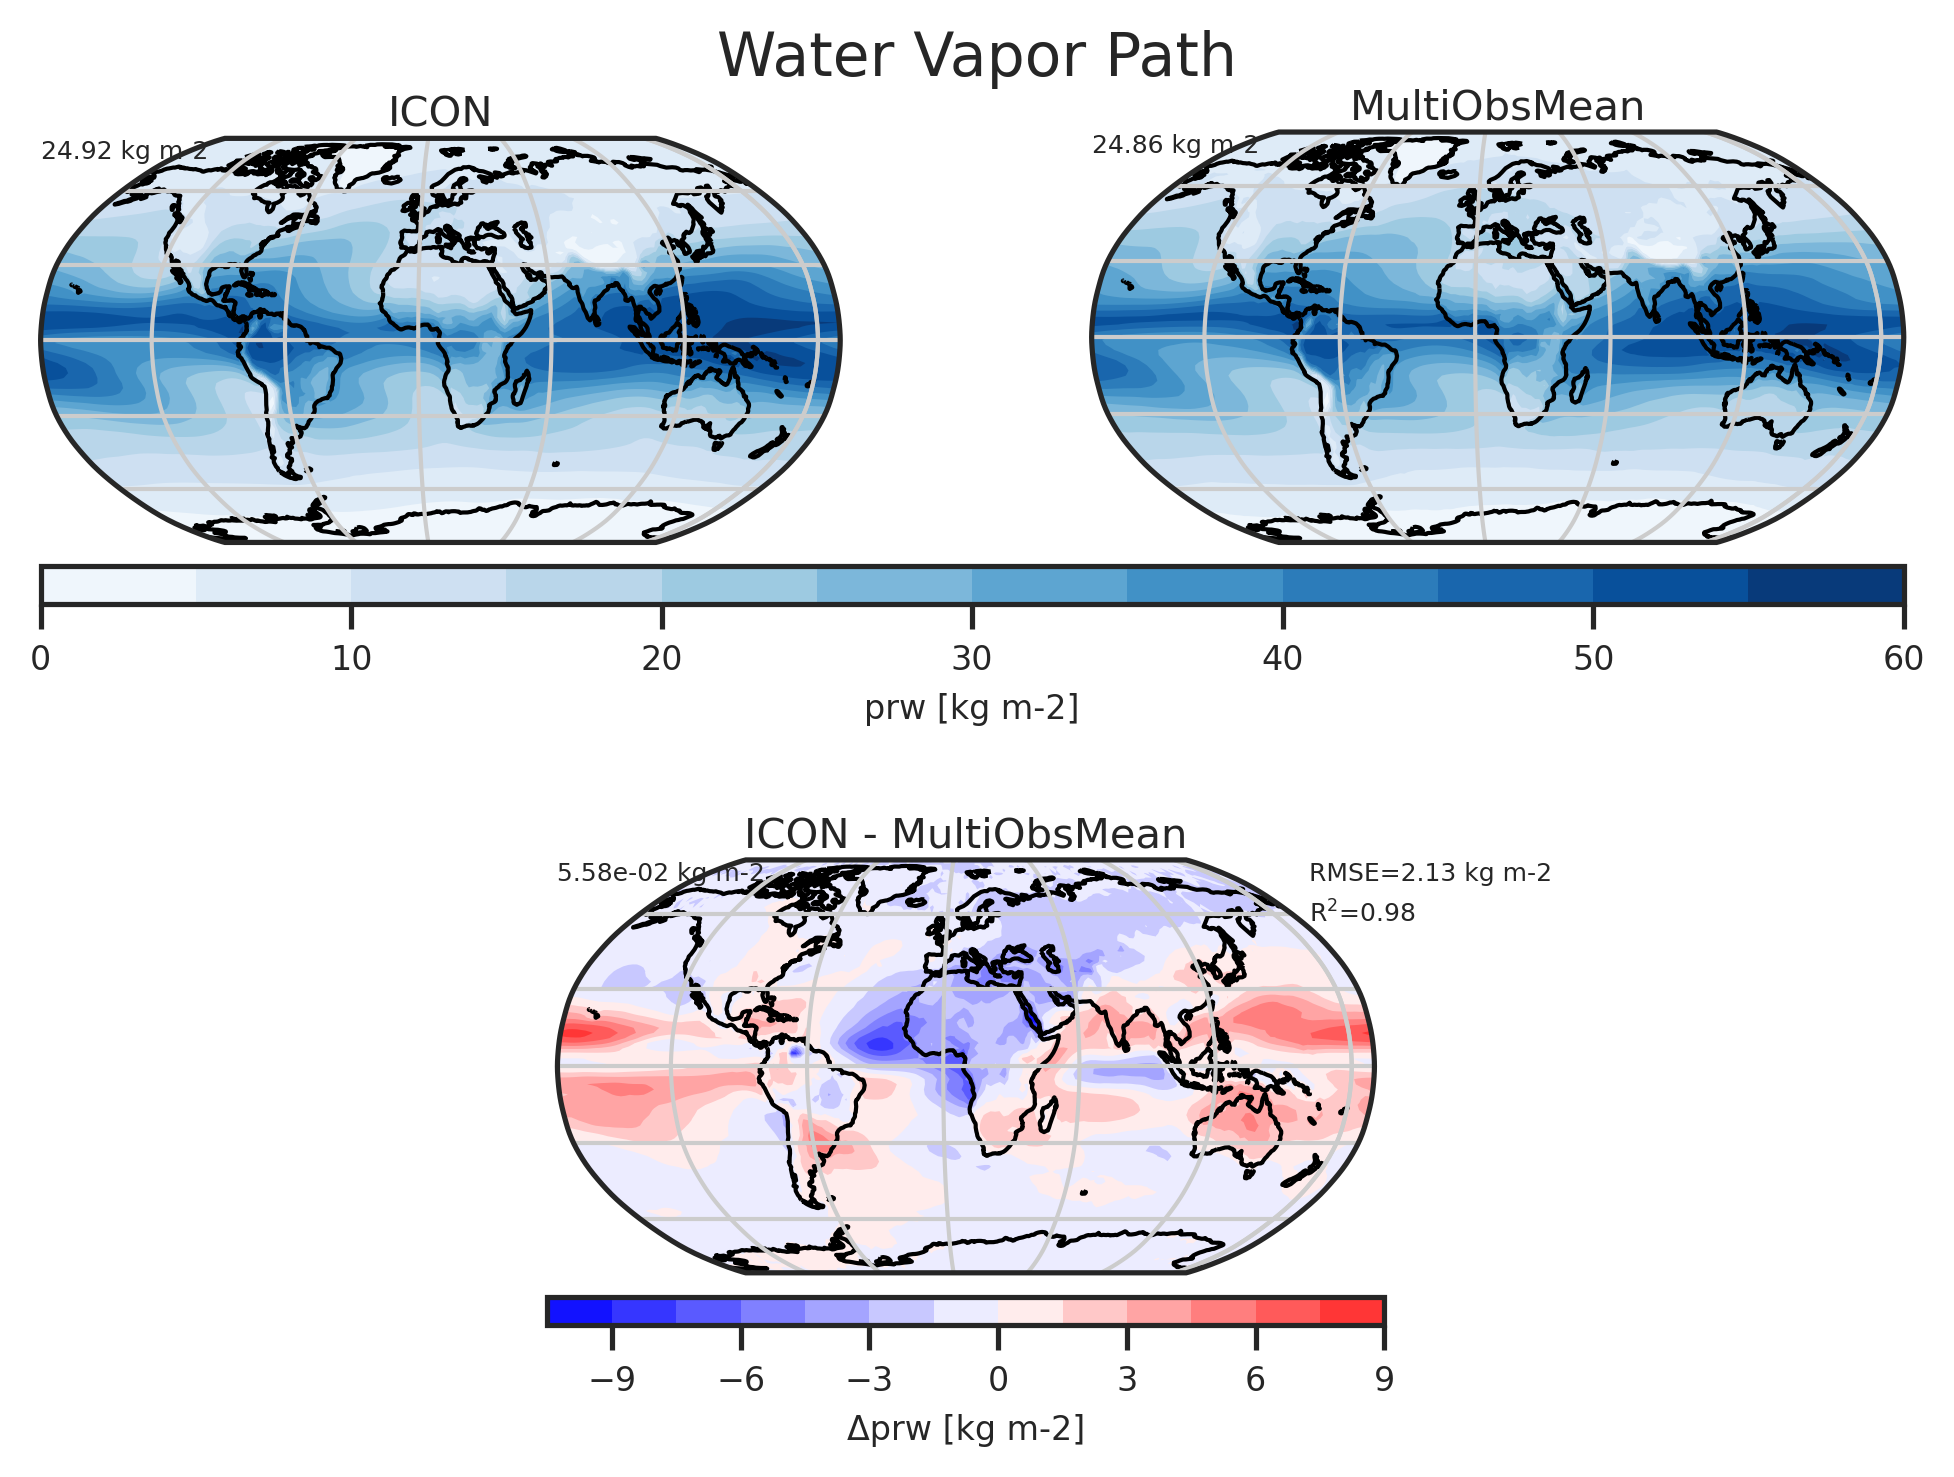 Water Vapor Path
ICON
MultiObsMean
24.92 kg m-2
24.86 kg m-2
0 10 20 30 40 50 60
prw [kg m-2]
ICON - MultiObsMean
5.58e-02 kg m-2
RMSE=2.13 kg m-2
R²=0.98
−9 −6 −3 0 3 6 9
Δprw [kg m-2]